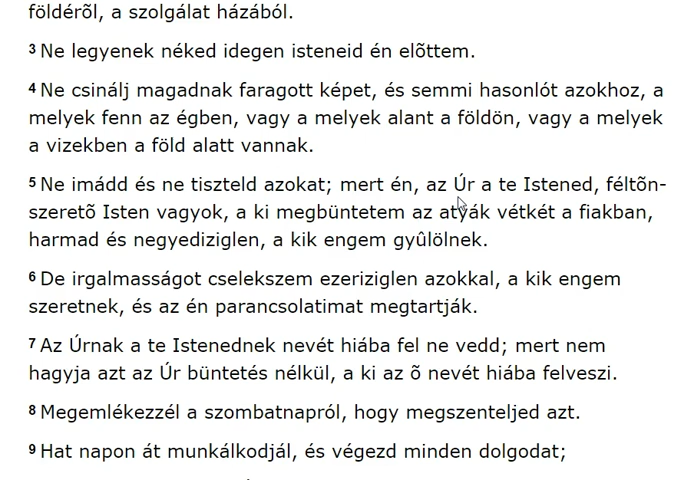 földérõl, a szolgálat házából.
3 Ne legyenek néked idegen isteneid én elõttem.
4 Ne csinálj magadnak faragott képet, és semmi hasonlót azokhoz, a
melyek fenn az égben, vagy a melyek alant a földön, vagy a melyek
a vizekben a föld alatt vannak.
5 Ne imádd és ne tiszteld azokat; mert én, az Úr a te Istened, féltõn-
szeretõ Isten vagyok, a ki megbüntetem az atyák vétkét a fiakban,
harmad és negyediziglen, a kik engem gyûlölnek.
6 De irgalmasságot cselekszem ezeriziglen azokkal, a kik engem
szeretnek, és az én parancsolatimat megtartják.
7 Az Úrnak a te Istenednek nevét hiába fel ne vedd; mert nem
hagyja azt az Úr büntetés nélkül, a ki az õ nevét hiába felveszi.
8 Megemlékezzél a szombatnapról, hogy megszenteljed azt.
9 Hat napon át munkálkodjál, és végezd minden dolgodat;